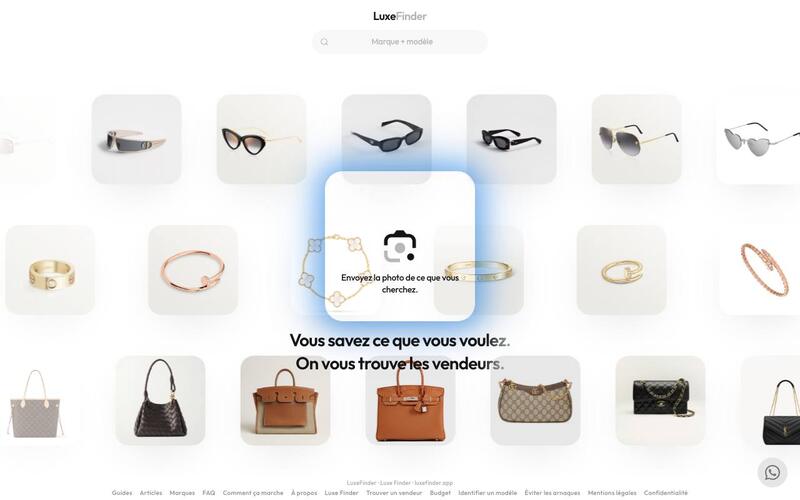 LuxeFinder
Marque + modèle
Envoyez la photo de ce que vous
cherchez.
Vous savez ce que vous voulez.
On vous trouve les vendeurs.
LuxeFinder · Luxe Finder · luxefinder.app
Guides Articles Marques FAQ Comment ça marche À propos Luxe Finder Trouver un vendeur Budget Identifier un modèle Éviter les arnaques Mentions légales Confidentialité